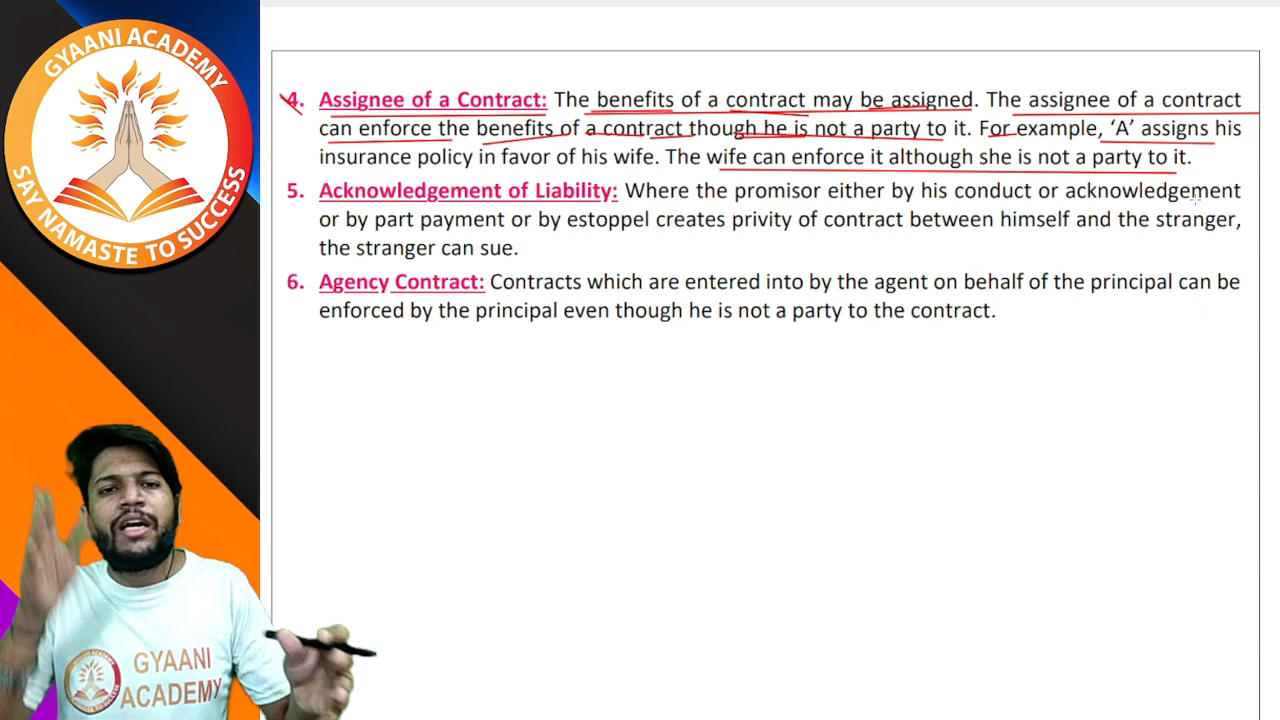 GYAANI ACADEMY
SAY NAMASTE TO SUCCESS
4. Assignee of a Contract: The benefits of a contract may be assigned. The assignee of a contract
can enforce the benefits of a contract though he is not a party to it. For example, ‘A’ assigns his
insurance policy in favor of his wife. The wife can enforce it although she is not a party to it.
5. Acknowledgement of Liability: Where the promisor either by his conduct or acknowledgement
or by part payment or by estoppel creates privity of contract between himself and the stranger,
the stranger can sue.
6. Agency Contract: Contracts which are entered into by the agent on behalf of the principal can be
enforced by the principal even though he is not a party to the contract.
GYAANI
ACADEMY